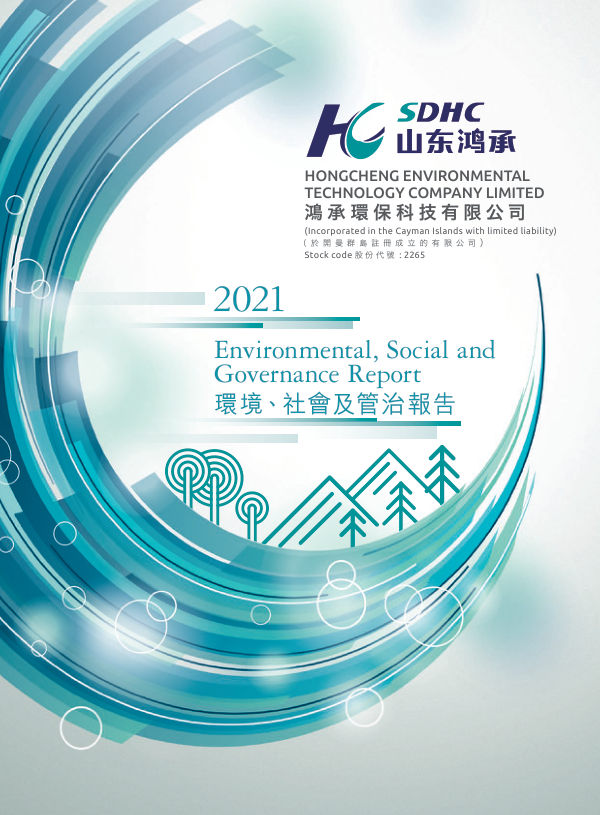 SDHC
山东鸿承
HONGCHENG ENVIRONMENTAL
TECHNOLOGY COMPANY LIMITED
鴻承環保科技有限公司
(Incorporated in the Cayman Islands with limited liability)
(於開曼群島註冊成立的有限公司)
Stock code 股份代號 : 2265
2021
Environmental, Social and
Governance Report
環境、社會及管治報告